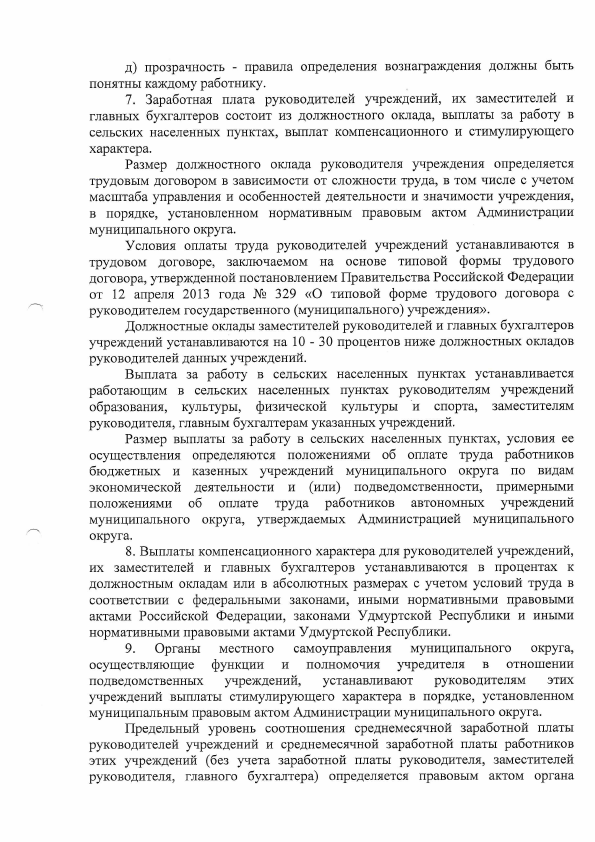 д) прозрачность - правила определения вознаграждения должны быть
понятны каждому работнику.
7. Заработная плата руководителей учреждений, их заместителей и
главных бухгалтеров состоит из должностного оклада, выплаты за работу в
сельских населенных пунктах, выплат компенсационного и стимулирующего
характера.
Размер должностного оклада руководителя учреждения определяется
трудовым договором в зависимости от сложности труда, в том числе с учетом
масштаба управления и особенностей деятельности и значимости учреждения,
в порядке, установленном нормативным правовым актом Администрации
муниципального округа.
Условия оплаты труда руководителей учреждений устанавливаются в
трудовом договоре, заключаемом на основе типовой формы трудового
договора, утвержденной постановлением Правительства Российской Федерации
от 12 апреля 2013 года № 329 «О типовой форме трудового договора с
руководителем государственного (муниципального) учреждения».
Должностные оклады заместителей руководителей и главных бухгалтеров
учреждений устанавливаются на 10 - 30 процентов ниже должностных окладов
руководителей данных учреждений.
Выплата за работу в сельских населенных пунктах устанавливается
работающим в сельских населенных пунктах руководителям учреждений
образования, культуры, физической культуры и спорта, заместителям
руководителя, главным бухгалтерам указанных учреждений.
Размер выплаты за работу в сельских населенных пунктах, условия ее
осуществления определяются положениями об оплате труда работников
бюджетных и казенных учреждений муниципального округа по видам
экономической деятельности и (или) подведомственности, примерными
положениями об оплате труда работников автономных учреждений
муниципального округа, утверждаемых Администрацией муниципального
округа.
8. Выплаты компенсационного характера для руководителей учреждений,
их заместителей и главных бухгалтеров устанавливаются в процентах к
должностным окладам или в абсолютных размерах с учетом условий труда в
соответствии с федеральными законами, иными нормативными правовыми
актами Российской Федерации, законами Удмуртской Республики и иными
нормативными правовыми актами Удмуртской Республики.
9. Органы местного самоуправления муниципального округа,
осуществляющие функции и полномочия учредителя в отношении
подведомственных учреждений, устанавливают руководителям этих
учреждений выплаты стимулирующего характера в порядке, установленном
муниципальным правовым актом Администрации муниципального округа.
Предельный уровень соотношения среднемесячной заработной платы
руководителей учреждений и среднемесячной заработной платы работников
этих учреждений (без учета заработной платы руководителя, заместителей
руководителя, главного бухгалтера) определяется правовым актом органа